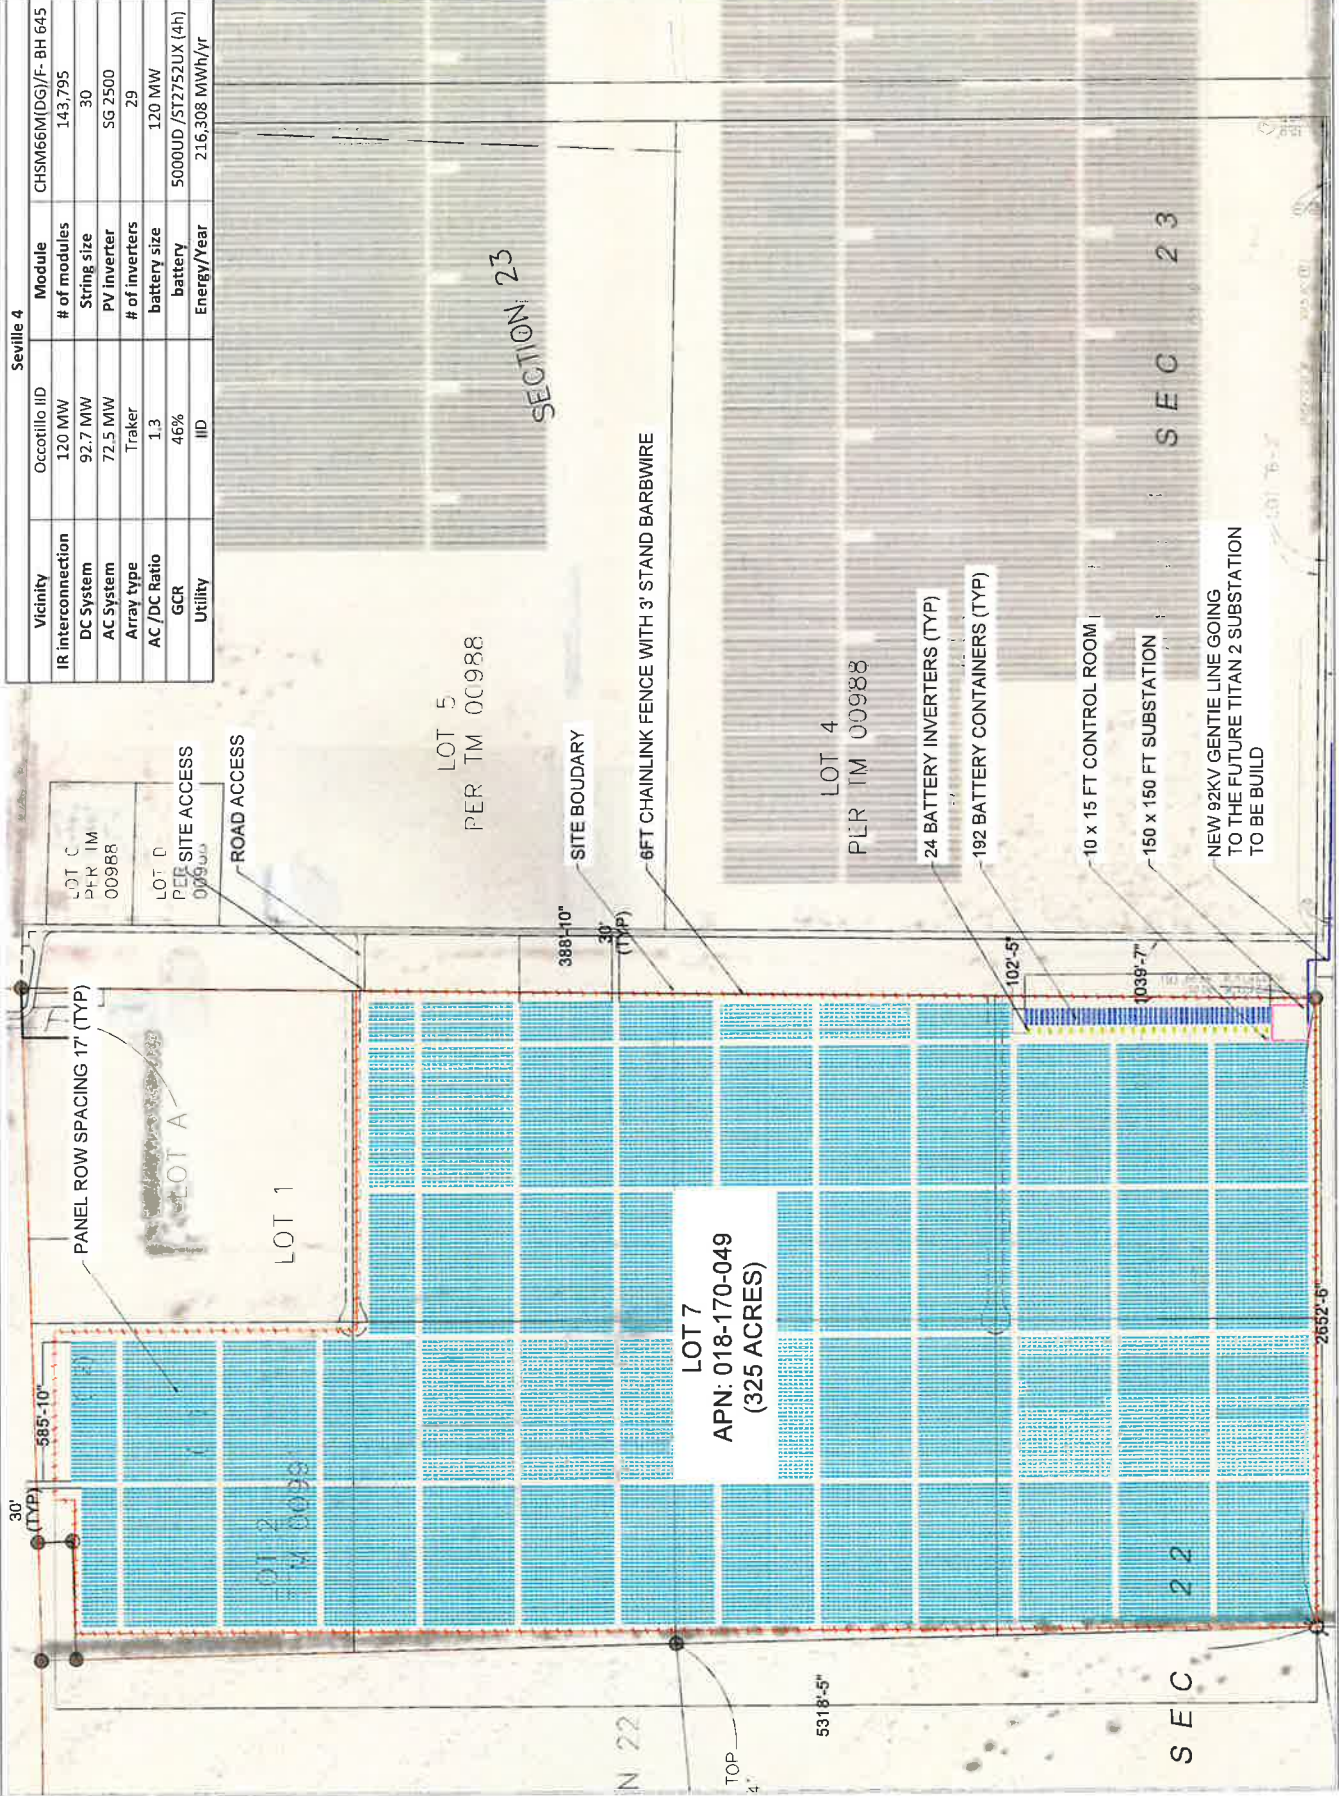 Seville 4
Vicinity Occotillo IID Module CHSM66M(DG)/F- BH 645
IR interconnection 120 MW # of modules 143,795
DC System 92.7 MW String size 30
AC System 72.5 MW PV inverter SG 2500
Array type Traker # of inverters 29
AC /DC Ratio 1.3 battery size 120 MW
GCR 46% battery 5000UD /ST2752UX (4h)
Utility IID Energy/Year 216,308 MWh/yr
30'
(TYP)
585'-10"
PANEL ROW SPACING 17' (TYP)
LOT A
LOT 1
LOT C
PER TM
00988
LOT D
PER
SITE ACCESS
ROAD ACCESS
LOT 5
PER TM 00988
SECTION 23
LOT 2
388'-10"
30'
(TYP)
SITE BOUDARY
6FT CHAINLINK FENCE WITH 3' STAND BARBWIRE
LOT 4
PER TM 00988
24 BATTERY INVERTERS (TYP)
192 BATTERY CONTAINERS (TYP)
10 x 15 FT CONTROL ROOM
150 x 150 FT SUBSTATION
NEW 92KV GENTIE LINE GOING
TO THE FUTURE TITAN 2 SUBSTATION
TO BE BUILD
102'-5"
1039'-7"
LOT 7
APN: 018-170-049
(325 ACRES)
SEC 23
SEC 22
N 22
TOP
5318'-5"
2652'-6"